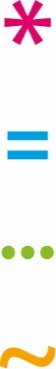 *
=
...
~